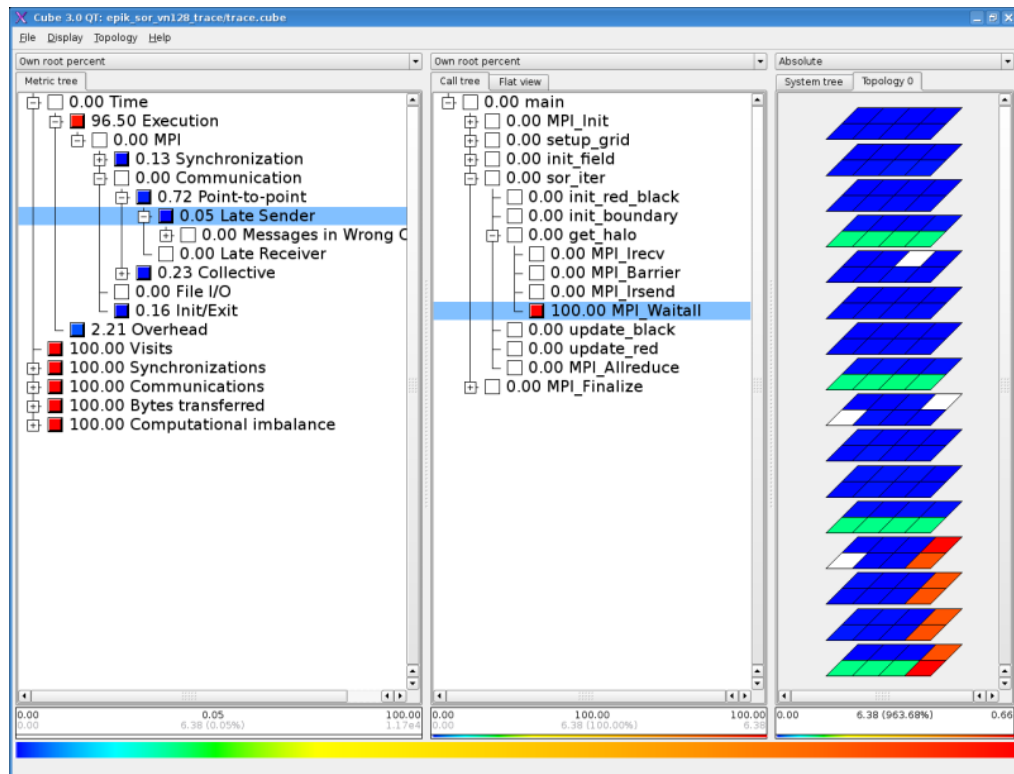 Cube 3.0 QT: epik_sor_vn128_trace/trace.cube
File Display Topology Help
Own root percent
Metric tree
0.00 Time
96.50 Execution
0.00 MPI
0.13 Synchronization
0.00 Communication
0.72 Point-to-point
0.05 Late Sender
0.00 Messages in Wrong C
0.00 Late Receiver
0.23 Collective
0.00 File I/O
0.16 Init/Exit
2.21 Overhead
100.00 Visits
100.00 Synchronizations
100.00 Communications
100.00 Bytes transferred
100.00 Computational imbalance
0.00 0.05 100.00
0.00 6.38 (0.05%) 1.17e4
Own root percent
Call tree Flat view
0.00 main
0.00 MPI_Init
0.00 setup_grid
0.00 init_field
0.00 sor_iter
0.00 init_red_black
0.00 init_boundary
0.00 get_halo
0.00 MPI_Irecv
0.00 MPI_Barrier
0.00 MPI_Irsend
100.00 MPI_Waitall
0.00 update_black
0.00 update_red
0.00 MPI_Allreduce
0.00 MPI_Finalize
0.00 100.00 100.00
0.00 6.38 (100.00%) 6.38
Absolute
System tree Topology 0
0.00 6.38 (963.68%) 0.66